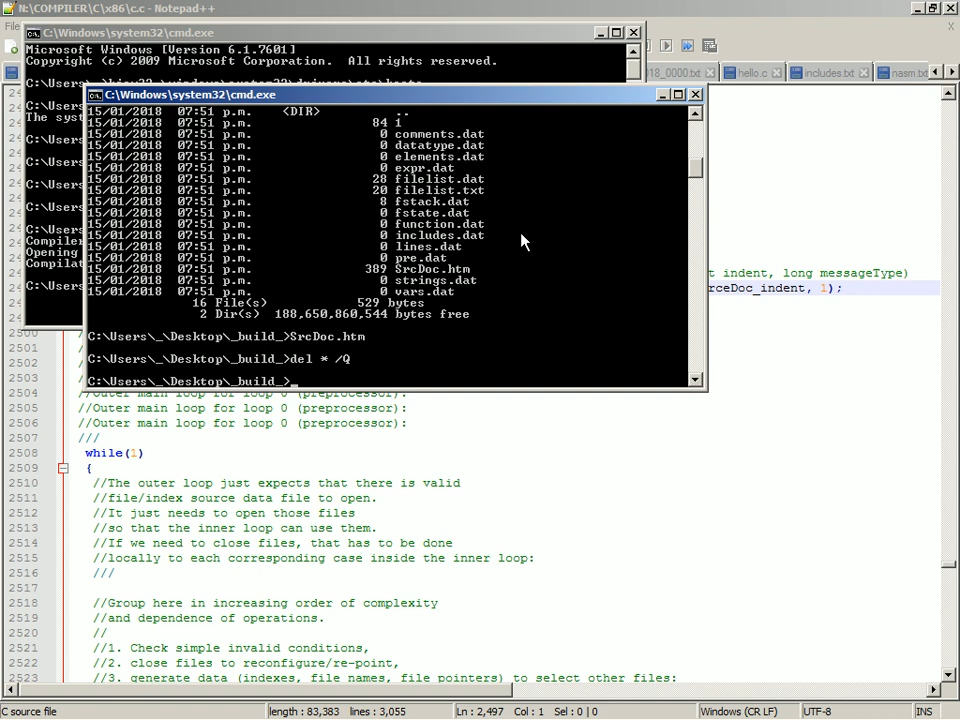 N:\COMPILER\C\x86\c.c - Notepad++
File
C:\Windows\system32\cmd.exe
Microsoft Windows [Version 6.1.7601]
Copyright (c) 2009 Microsoft Corporation.  All rights reserved.
18_0000.txt hello.c includes.txt nasm.tx
C:\Users
The syst
C:\Users
C:\Users
C:\Users
C:\Users
C:\Users
Compiler
Opening
Compilat
C:\Users
C:\Windows\system32\cmd.exe
15/01/2018  07:51 p.m.    <DIR>          ..
15/01/2018  07:51 p.m.                84 1
15/01/2018  07:51 p.m.                 0 comments.dat
15/01/2018  07:51 p.m.                 0 datatype.dat
15/01/2018  07:51 p.m.                 0 elements.dat
15/01/2018  07:51 p.m.                 0 expr.dat
15/01/2018  07:51 p.m.                28 filelist.dat
15/01/2018  07:51 p.m.                20 filelist.txt
15/01/2018  07:51 p.m.                 8 fstack.dat
15/01/2018  07:51 p.m.                 0 fstate.dat
15/01/2018  07:51 p.m.                 0 function.dat
15/01/2018  07:51 p.m.                 0 includes.dat
15/01/2018  07:51 p.m.                 0 lines.dat
15/01/2018  07:51 p.m.                 0 pre.dat
15/01/2018  07:51 p.m.               389 SrcDoc.htm
15/01/2018  07:51 p.m.                 0 strings.dat
15/01/2018  07:51 p.m.                 0 vars.dat
16 File(s)            529 bytes
2 Dir(s)  188,650,860,544 bytes free
C:\Users\_\Desktop\_build_>SrcDoc.htm
C:\Users\_\Desktop\_build_>del * /Q
C:\Users\_\Desktop\_build_>_
t indent, long messageType)
rceDoc_indent, 1);
2500
2501
2502
2503
2504 //Outer main loop for loop 0 (preprocessor):
2505 //Outer main loop for loop 0 (preprocessor):
2506 //Outer main loop for loop 0 (preprocessor):
2507 ///
2508 while(1)
2509 {
2510 //The outer loop just expects that there is valid
2511 //file/index source data file to open.
2512 //It just needs to open those files
2513 //so that the inner loop can use them.
2514 //If we need to close files, that has to be done
2515 //locally to each corresponding case inside the inner loop:
2516 ///
2517
2518 //Group here in increasing order of complexity
2519 //and dependence of operations.
2520 //
2521 //1. Check simple invalid conditions,
2522 //2. close files to reconfigure/re-point,
2523 //3. generate data (indexes, file names, file pointers) to select other files:
C source file length : 83,383 lines : 3,055 Ln : 2,497 Col : 1 Sel : 0 | 0 Windows (CR LF) UTF-8 INS